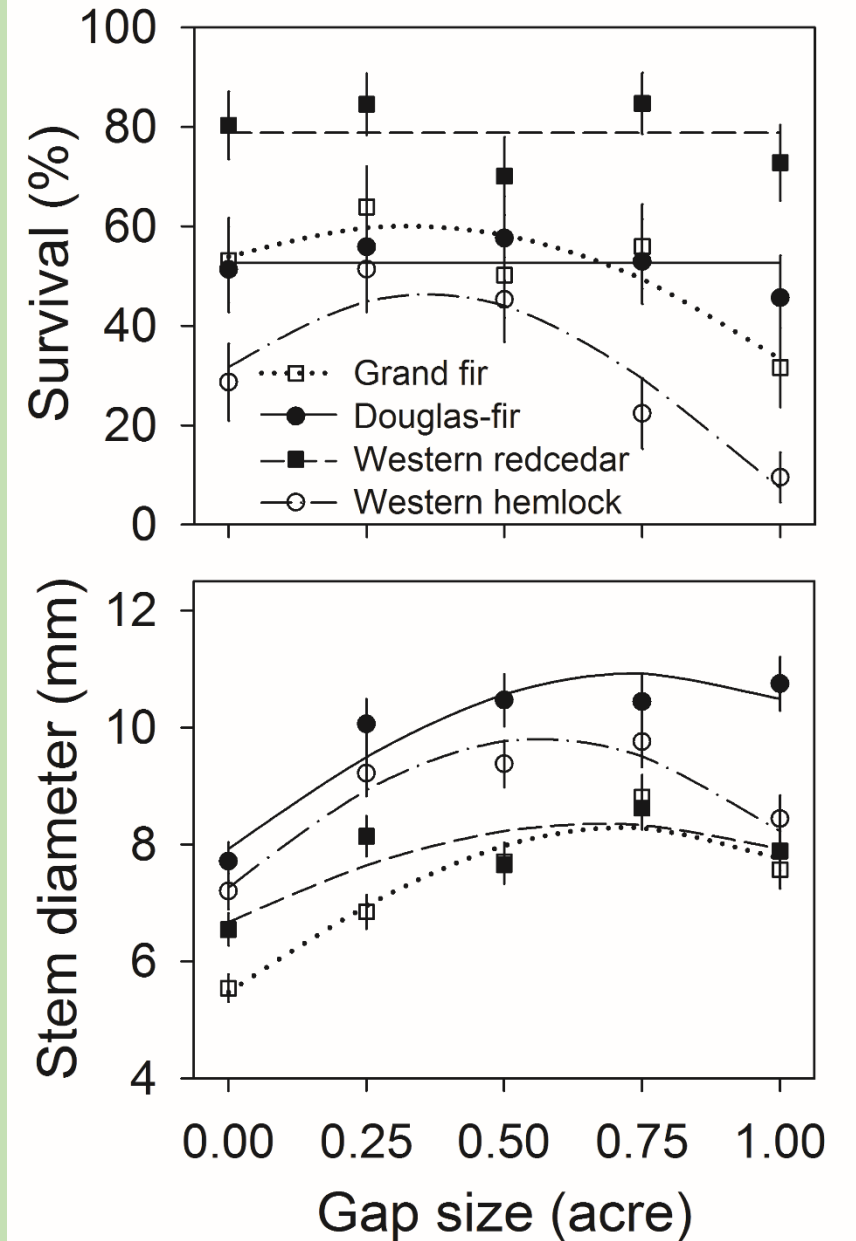 Survival (%)
100
80
60
40
20
0
Grand fir
Douglas-fir
Western redcedar
Western hemlock
Stem diameter (mm)
12
10
8
6
4
0.00 0.25 0.50 0.75 1.00
Gap size (acre)